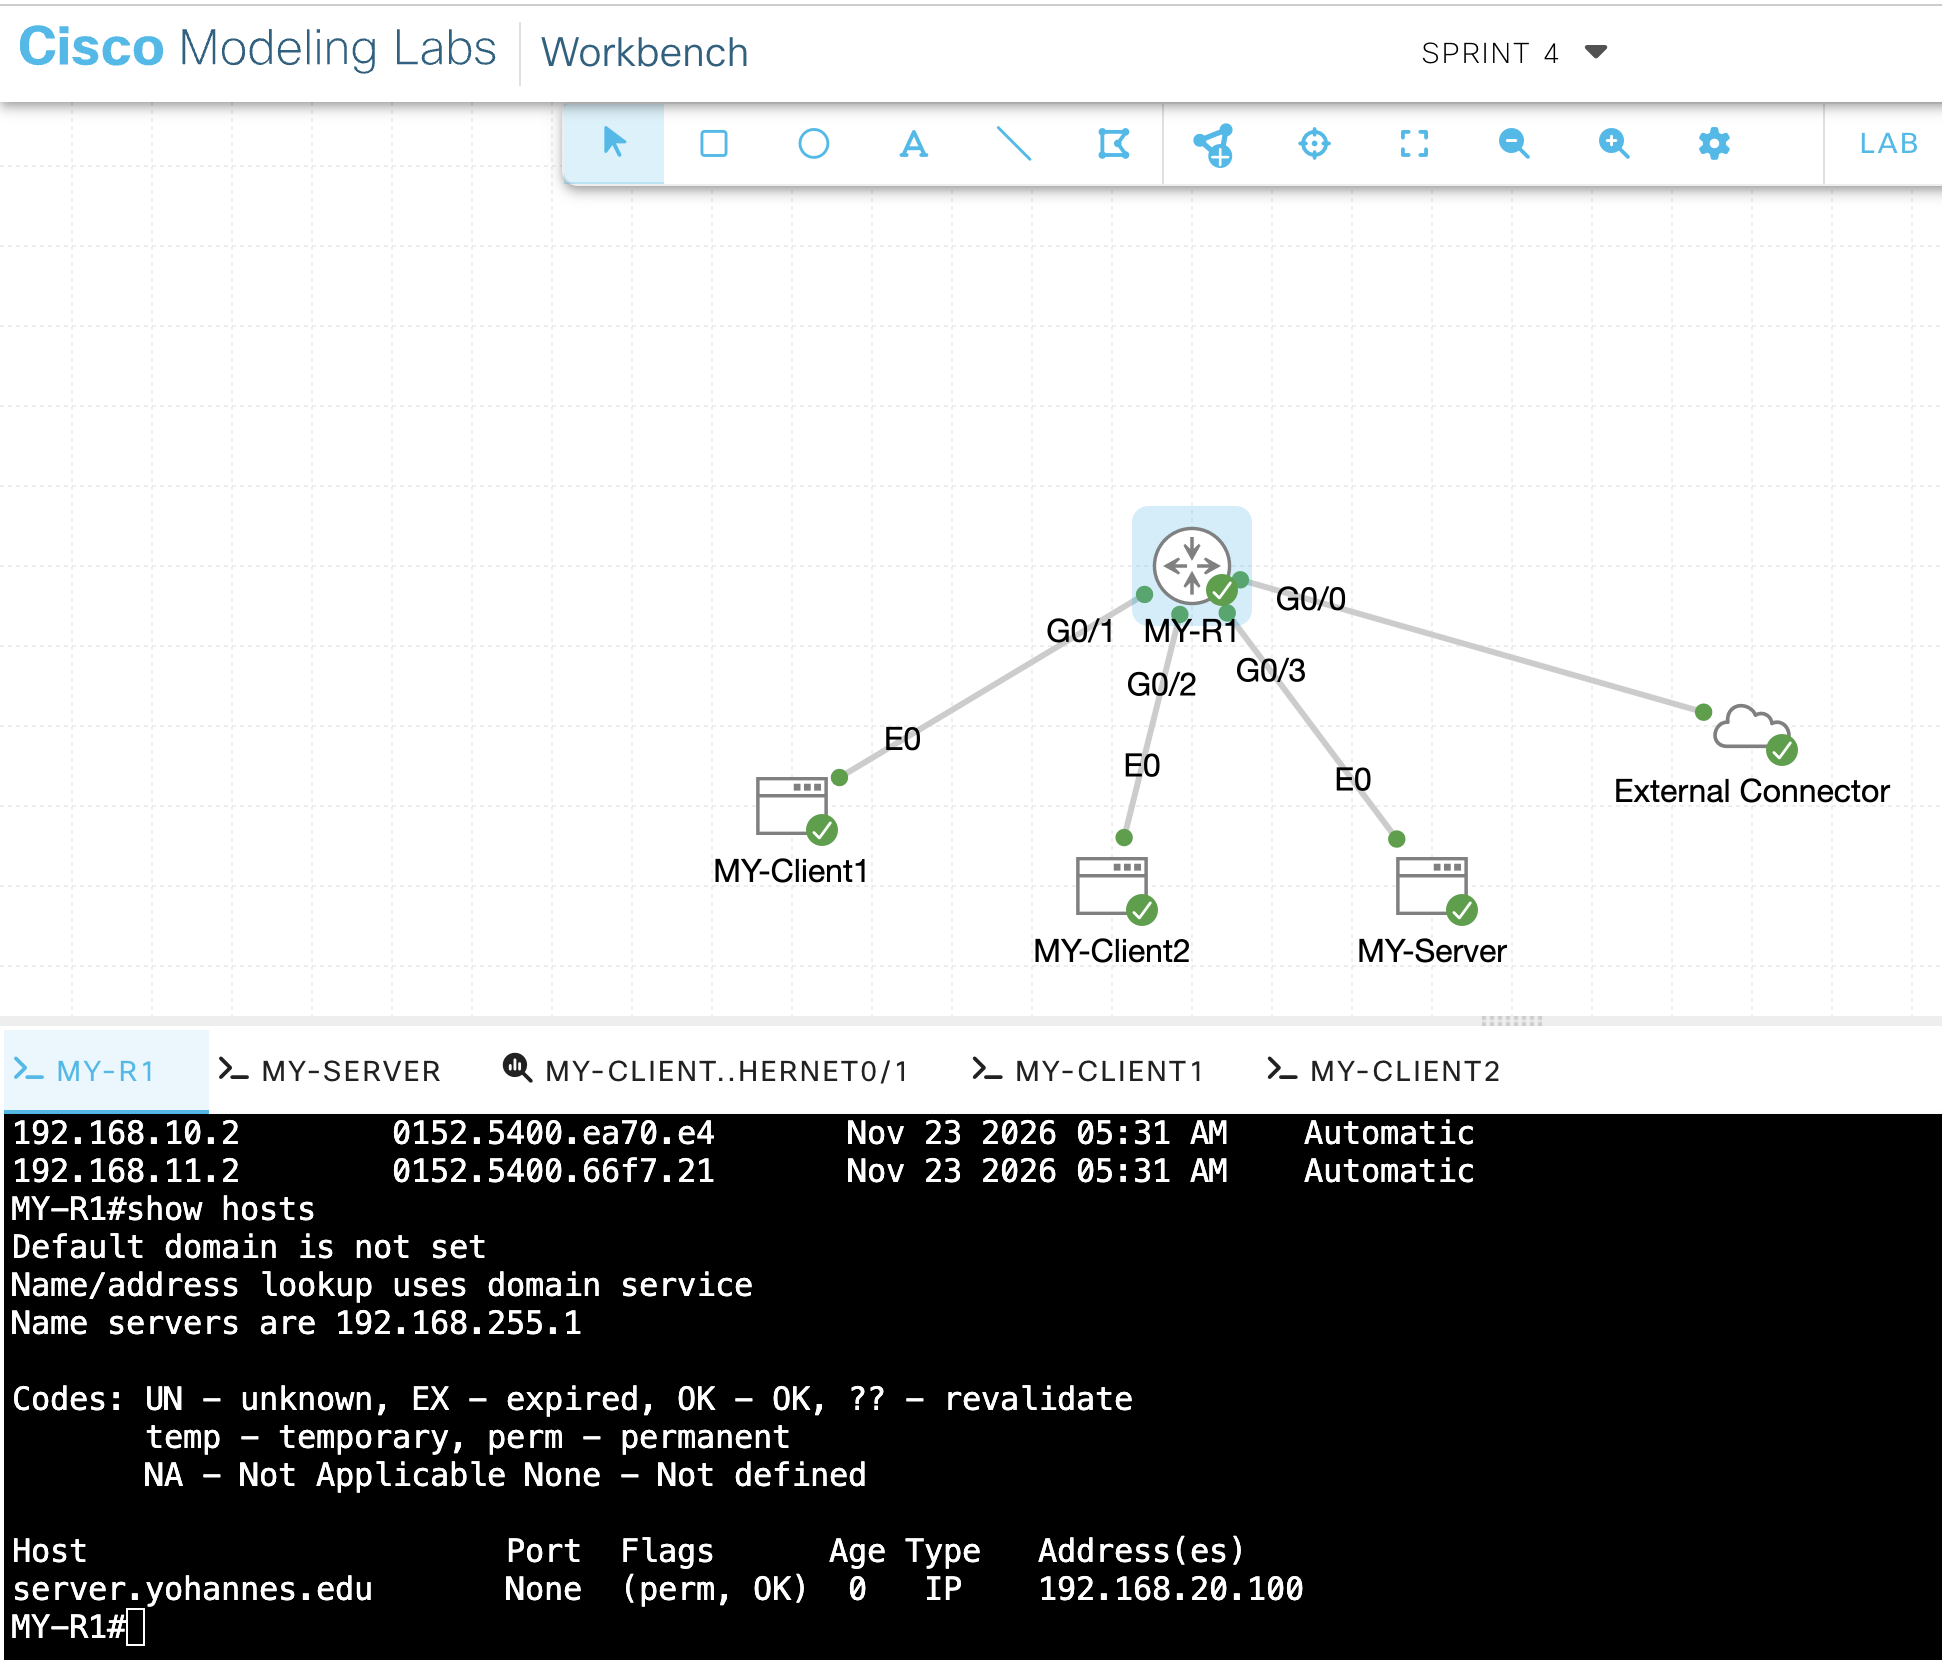 Cisco Modeling Labs Workbench SPRINT 4
LAB
G0/0
G0/1 MY-R1
G0/3
G0/2
E0
E0
E0
External Connector
MY-Client1
MY-Client2 MY-Server
MY-R1 MY-SERVER MY-CLIENT..HERNET0/1 MY-CLIENT1 MY-CLIENT2
192.168.10.2 0152.5400.ea70.e4 Nov 23 2026 05:31 AM Automatic
192.168.11.2 0152.5400.66f7.21 Nov 23 2026 05:31 AM Automatic
MY-R1#show hosts
Default domain is not set
Name/address lookup uses domain service
Name servers are 192.168.255.1
Codes: UN - unknown, EX - expired, OK - OK, ?? - revalidate
temp - temporary, perm - permanent
NA - Not Applicable None - Not defined
Host Port Flags Age Type Address(es)
server.yohannes.edu None (perm, OK) 0 IP 192.168.20.100
MY-R1#